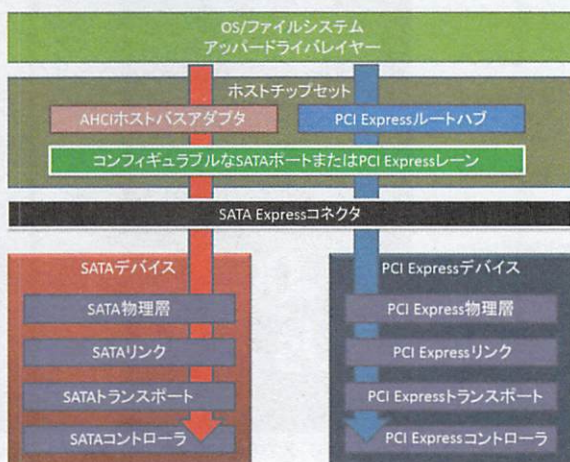 OS/ファイルシステム
アッパードライバレイヤー
ホストチップセット
AHCIホストバスアダプタ
PCI Expressルートハブ
コンフィギュラブルなSATAポートまたはPCI Expressレーン
SATA Expressコネクタ
SATAデバイス
SATA物理層
SATAリンク
SATAトランスポート
SATAコントローラ
PCI Expressデバイス
PCI Express物理層
PCI Expressリンク
PCI Expressトランスポート
PCI Expressコントローラ